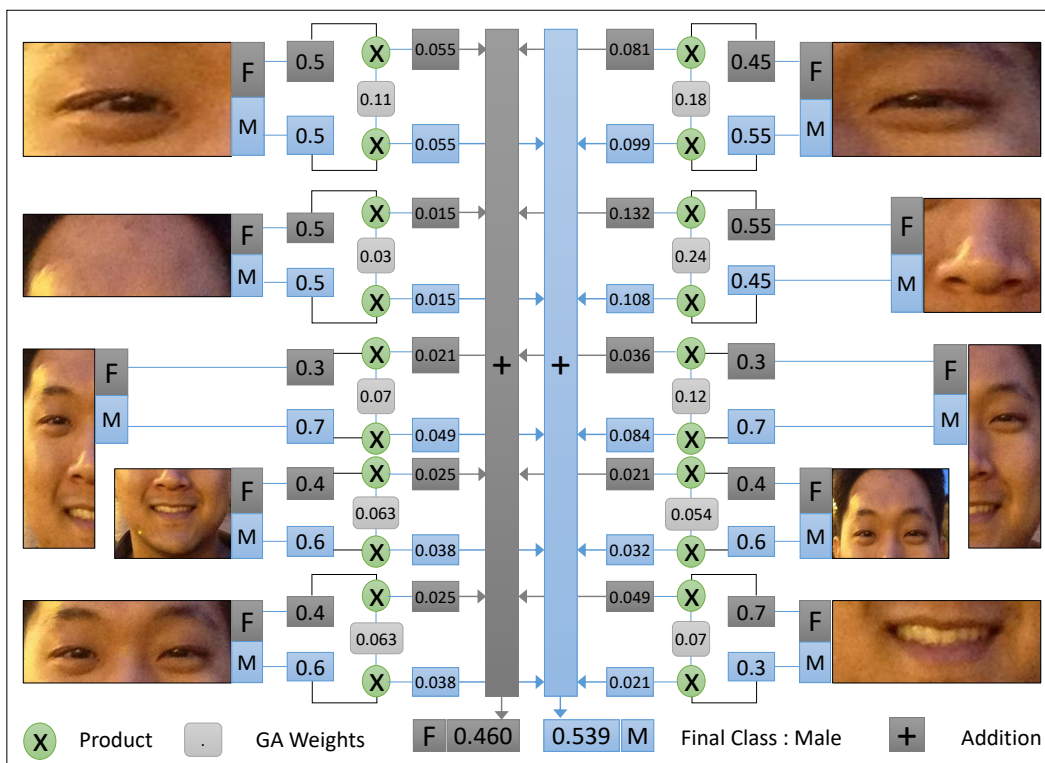 F 0.5 X 0.055 0.081 X 0.45 F
0.11 0.18
M 0.5 X 0.055 0.099 X 0.55 M
F 0.5 X 0.015 0.132 X 0.55 F
0.03 0.24
M 0.5 X 0.015 0.108 X 0.45 M
F 0.3 X 0.021 + + 0.036 X 0.3 F
0.07 0.12
M 0.7 X 0.049 0.084 X 0.7 M
F 0.4 X 0.025 0.021 X 0.4 F
0.063 0.054
M 0.6 X 0.038 0.032 X 0.6 M
F 0.4 X 0.025 0.049 X 0.7 F
0.063 0.07
M 0.6 X 0.038 0.021 X 0.3 M
X Product . GA Weights F 0.460 0.539 M Final Class : Male + Addition